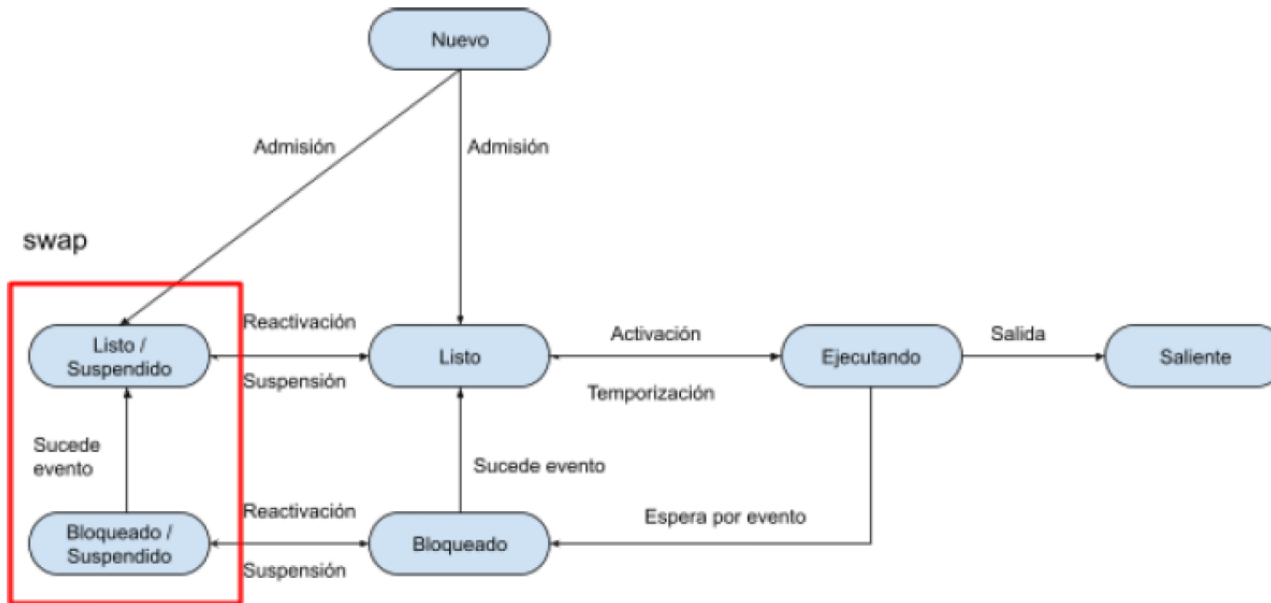 Nuevo
Admisión
Admisión
swap
Listo /
Suspendido
Reactivación
Suspensión
Listo
Activación
Temporización
Ejecutando
Salida
Saliente
Sucede
evento
Sucede evento
Espera por evento
Bloqueado /
Suspendido
Reactivación
Suspensión
Bloqueado